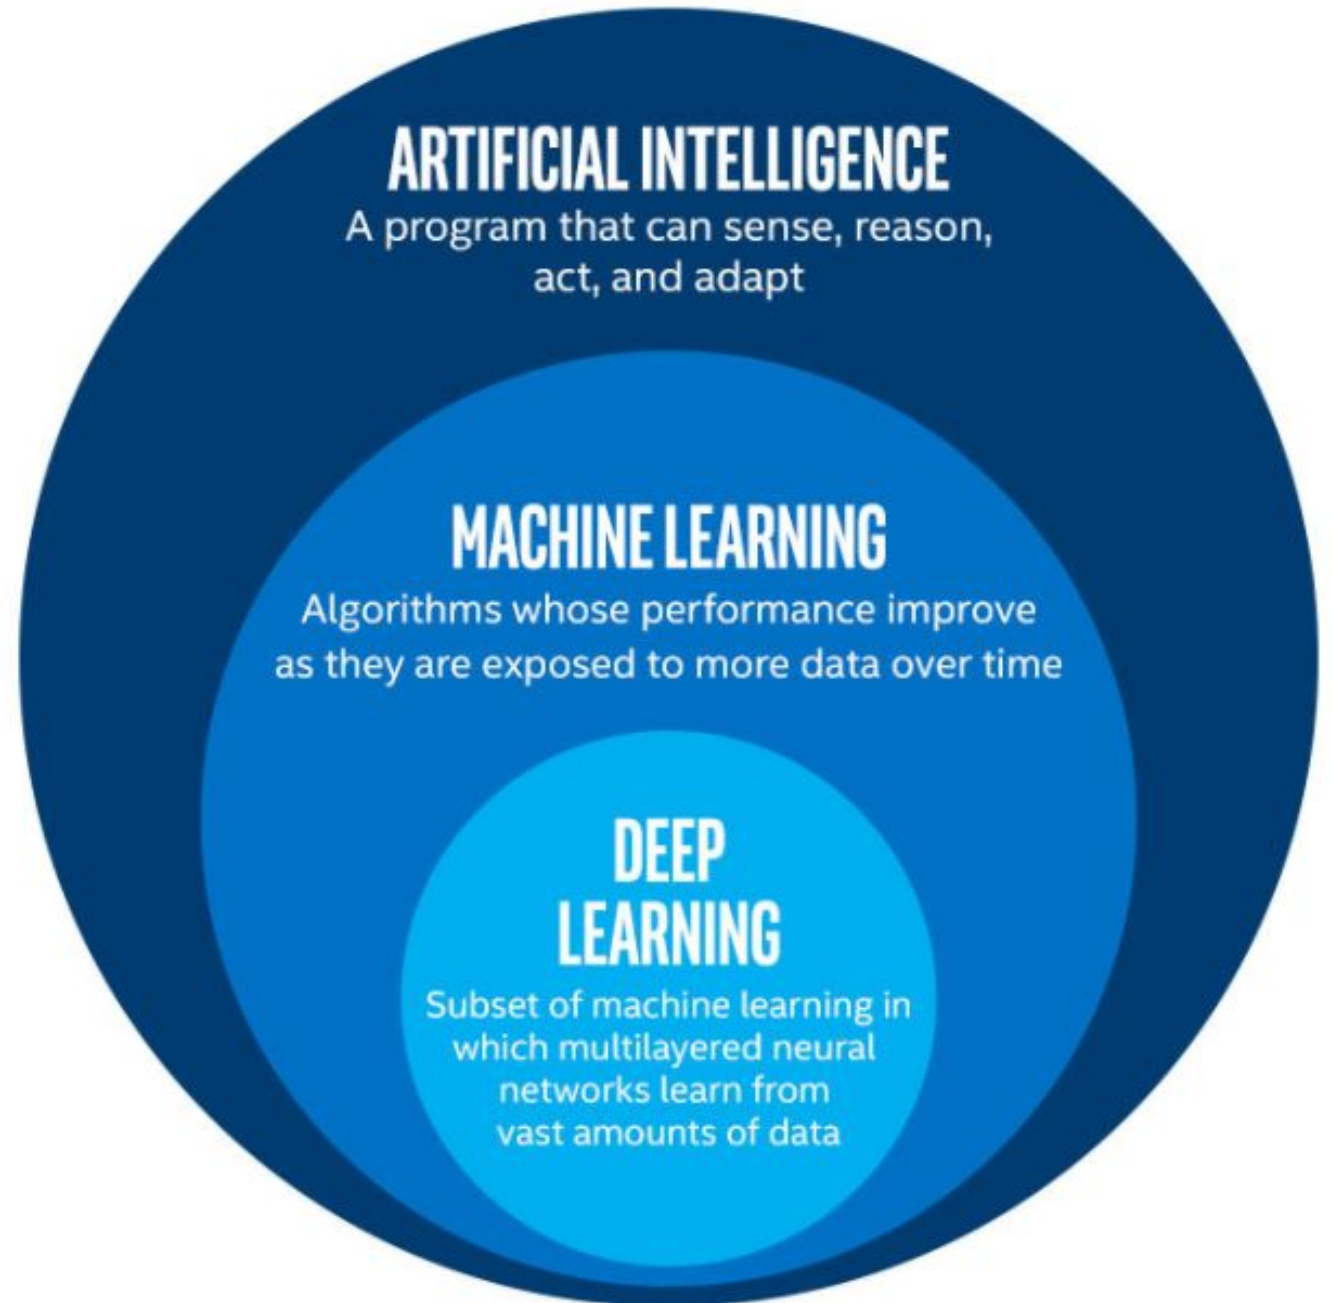 ARTIFICIAL INTELLIGENCE
A program that can sense, reason,
act, and adapt
MACHINE LEARNING
Algorithms whose performance improve
as they are exposed to more data over time
DEEP
LEARNING
Subset of machine learning in
which multilayered neural
networks learn from
vast amounts of data